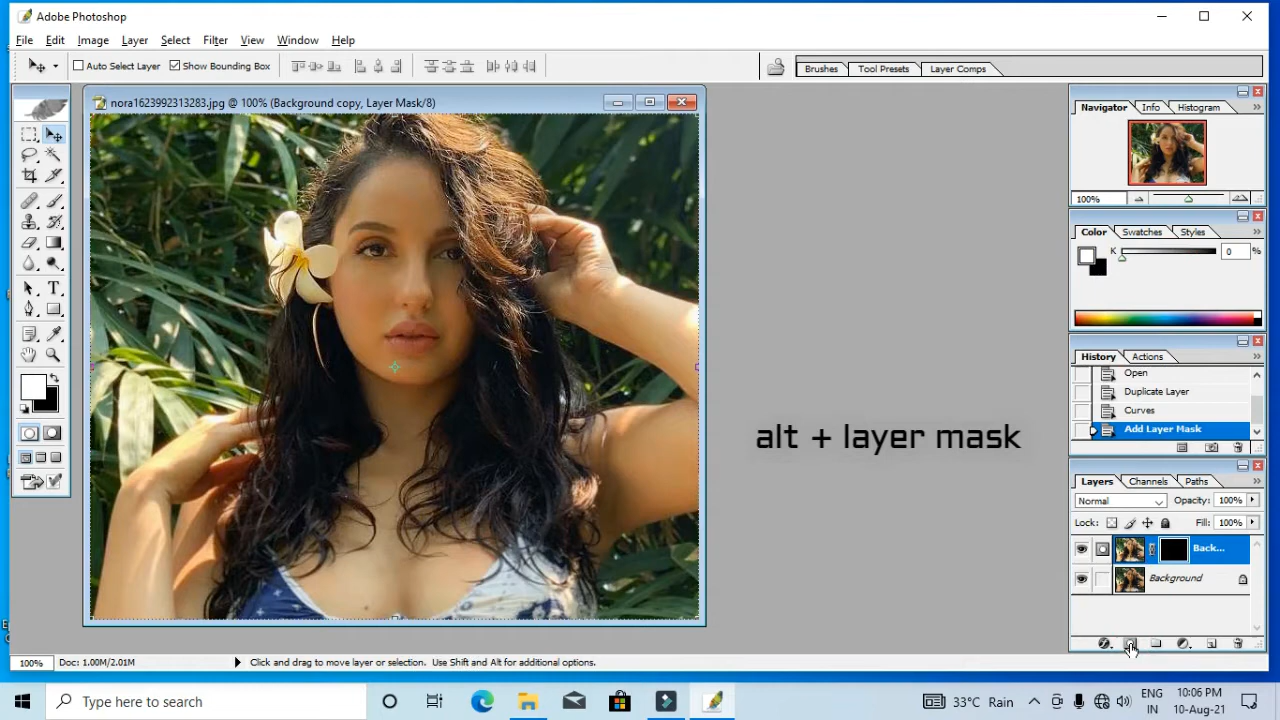 Adobe Photoshop
File Edit Image Layer Select Filter View Window Help
Auto Select Layer Show Bounding Box
Brushes Tool Presets Layer Comps
nora1623992313283.jpg @ 100% (Background copy, Layer Mask/8)
Navigator Info Histogram
100%
Color Swatches Styles
K 0 %
History Actions
Open
Duplicate Layer
Curves
Add Layer Mask
alt + layer mask
Layers Channels Paths
Normal Opacity: 100%
Lock: Fill: 100%
Back...
Background
100% Doc: 1.00M/2.01M Click and drag to move layer or selection. Use Shift and Alt for additional options.
Type here to search
33°C Rain
ENG
IN
10:06 PM
10-Aug-21